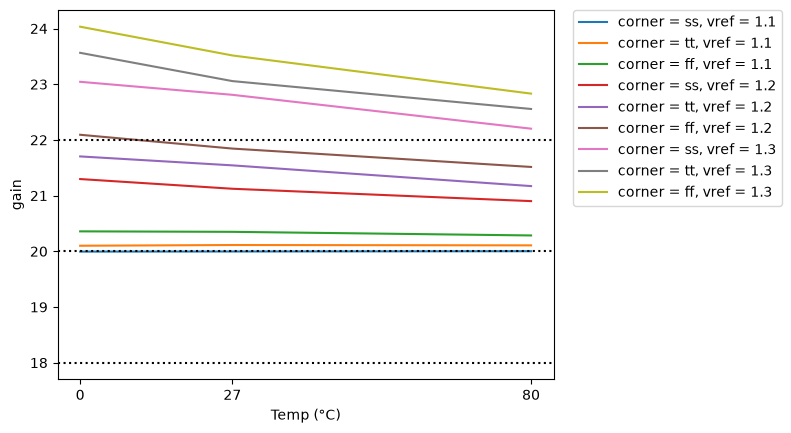 24
23
22
21
20
19
18
gain
0
27
80
Temp (°C)
corner = ss, vref = 1.1
corner = tt, vref = 1.1
corner = ff, vref = 1.1
corner = ss, vref = 1.2
corner = tt, vref = 1.2
corner = ff, vref = 1.2
corner = ss, vref = 1.3
corner = tt, vref = 1.3
corner = ff, vref = 1.3